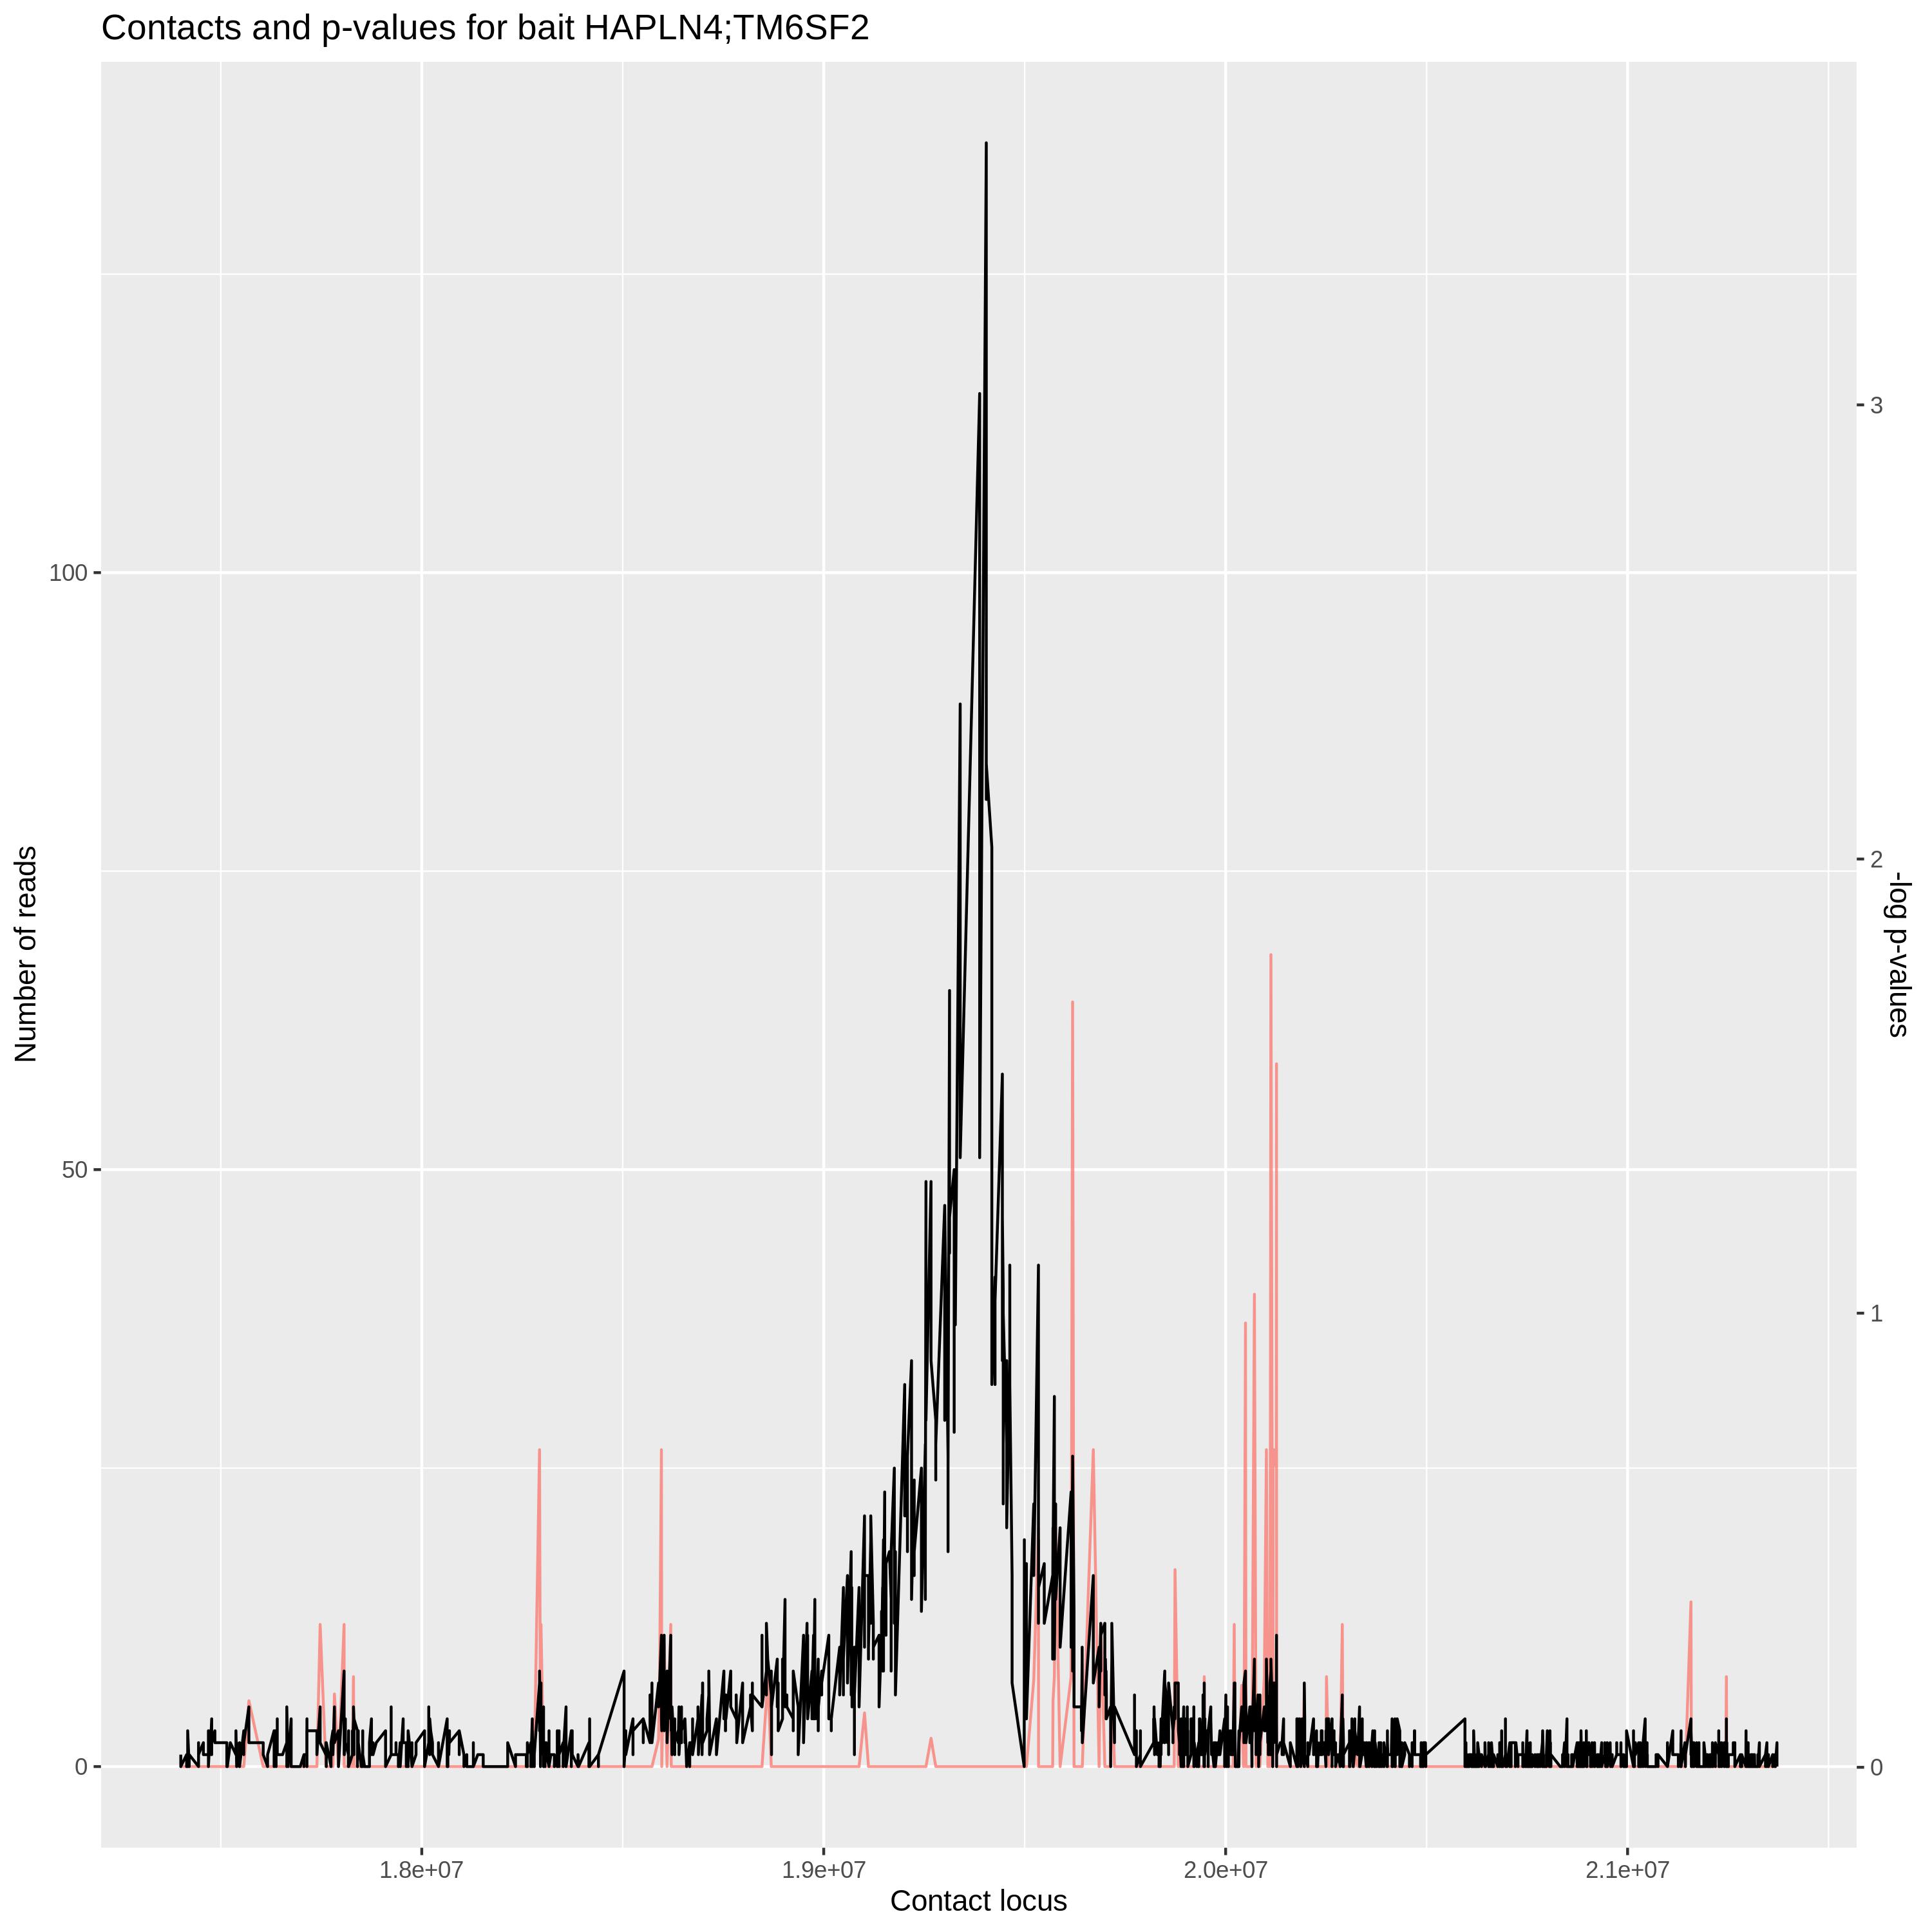 Contacts and p-values for bait HAPLN4;TM6SF2
Number of reads
100
50
0
3
2
1
0
-log p-values
1.8e+07 1.9e+07 2.0e+07 2.1e+07
Contact locus